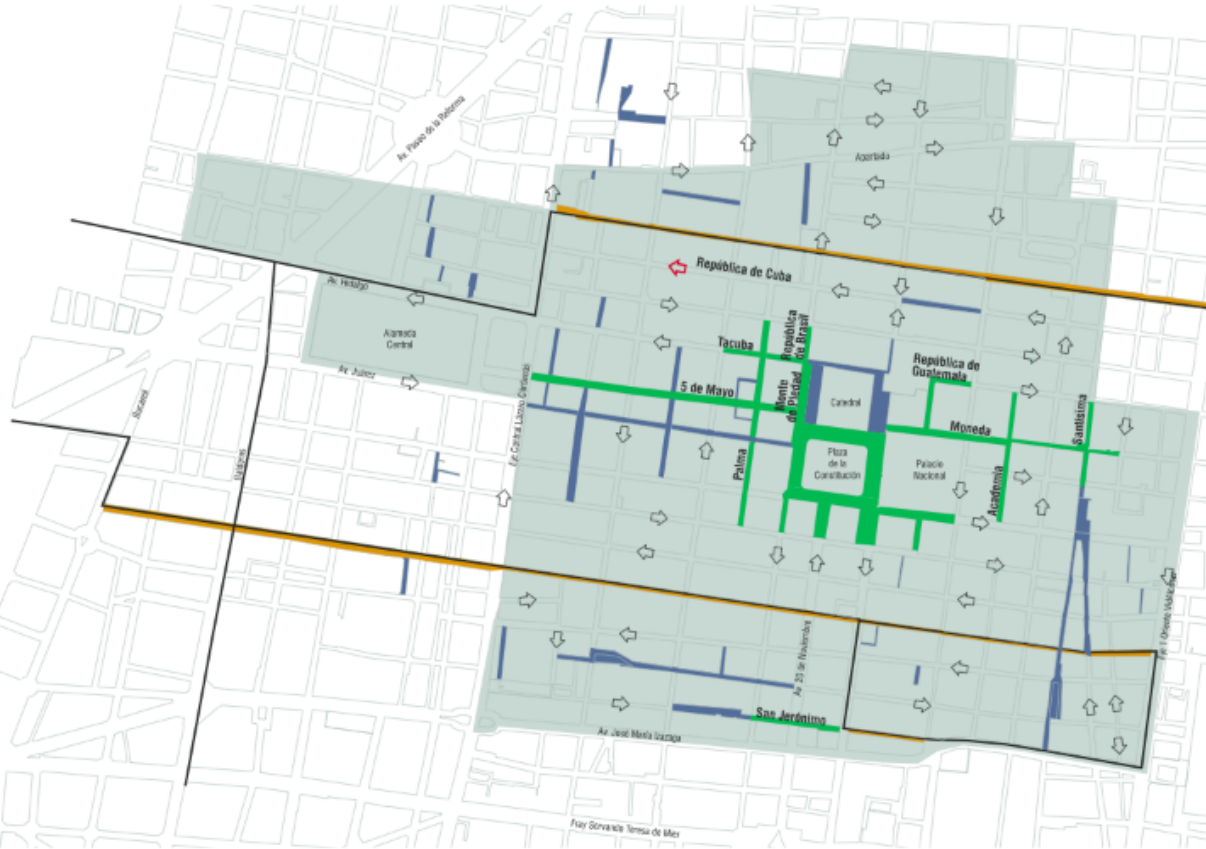 Av. Paseo de la Reforma
Apartado
República de Cuba
Av. Hidalgo
Alameda
Central
Av. Juárez
Tacuba
República
de Brasil
República de
Guatemala
5 de Mayo
Monte
de Piedad
Catedral
Moneda
Santísima
Bucareli
Balderas
Eje Central Lázaro Cárdenas
Palma
Plaza
de la
Constitución
Palacio
Nacional
Academia
Av. 20 de Noviembre
San Jerónimo
Av. José María Izazaga
Fray Servando Teresa de Mier